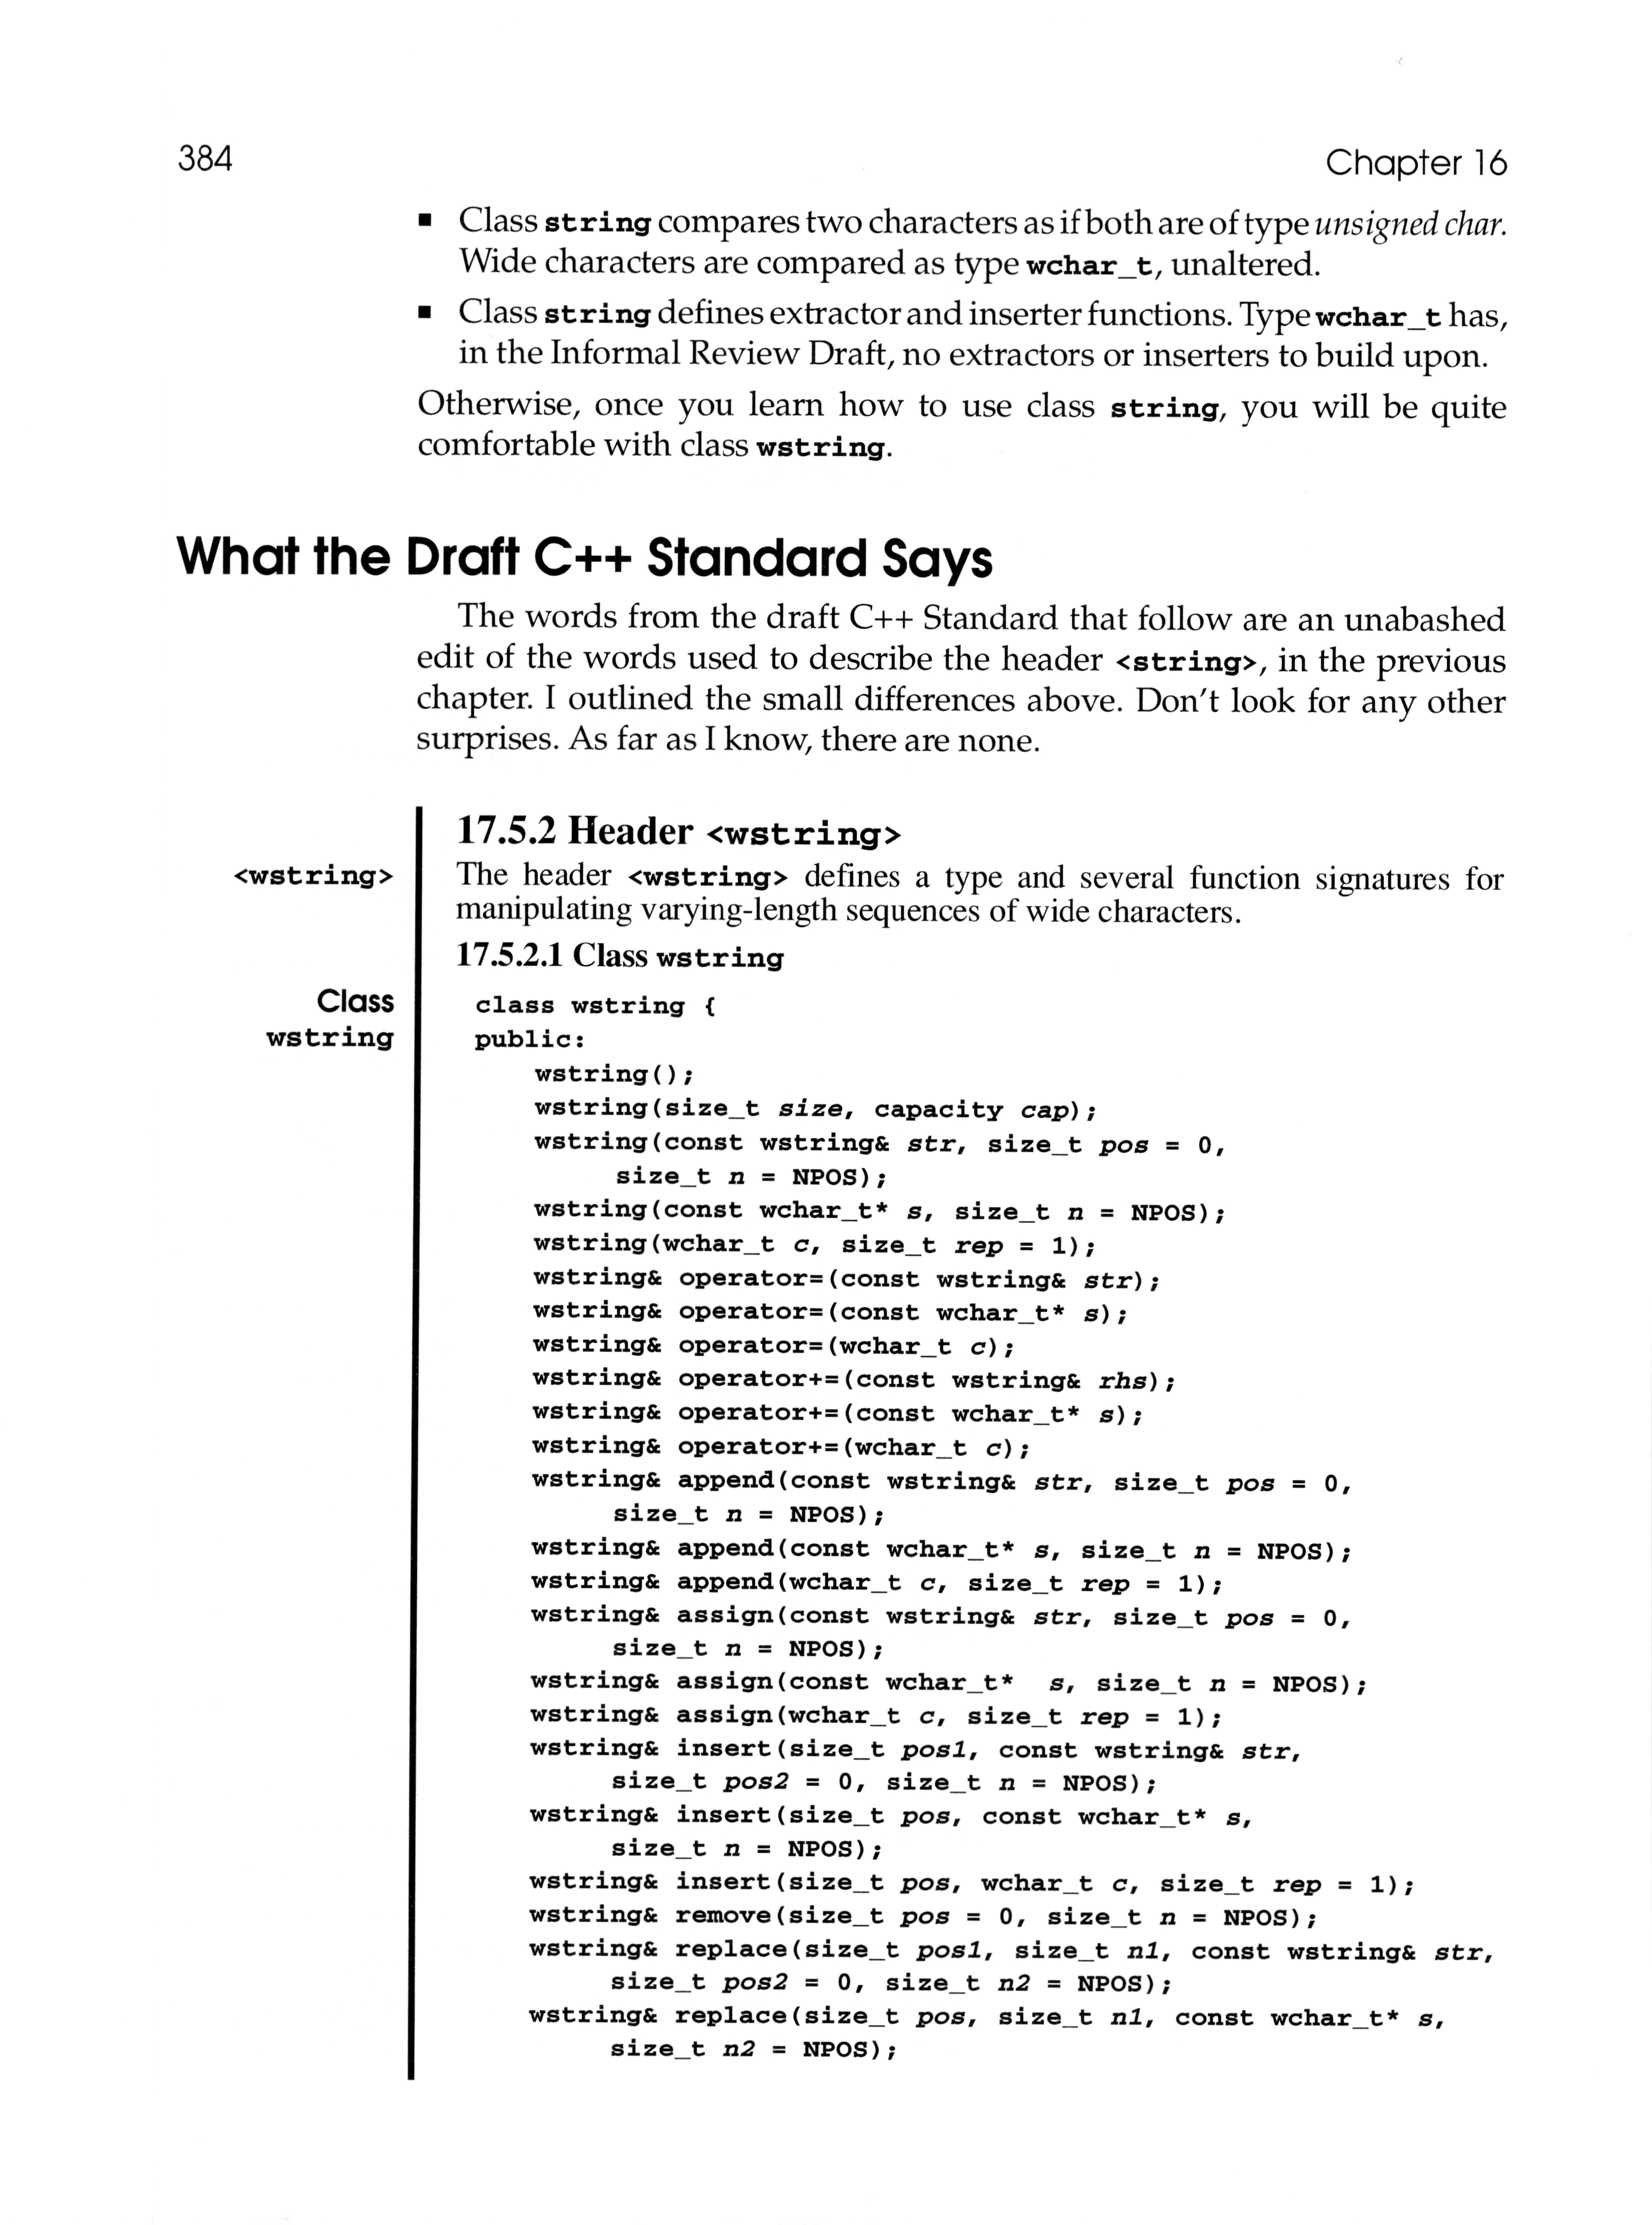 384
Chapter 16
▪ Class string compares two characters as if both are of type unsigned char.
Wide characters are compared as type wchar_t, unaltered.
▪ Class string defines extractor and inserter functions. Type wchar_t has,
in the Informal Review Draft, no extractors or inserters to build upon.
Otherwise, once you learn how to use class string, you will be quite
comfortable with class wstring.
What the Draft C++ Standard Says
The words from the draft C++ Standard that follow are an unabashed
edit of the words used to describe the header <string>, in the previous
chapter. I outlined the small differences above. Don't look for any other
surprises. As far as I know, there are none.
17.5.2 Header <wstring>
<wstring>
The header <wstring> defines a type and several function signatures for
manipulating varying-length sequences of wide characters.
17.5.2.1 Class wstring
Class
wstring
class wstring {
public:
wstring();
wstring(size_t size, capacity cap);
wstring(const wstring& str, size_t pos = 0,
size_t n = NPOS);
wstring(const wchar_t* s, size_t n = NPOS);
wstring(wchar_t c, size_t rep = 1);
wstring& operator=(const wstring& str);
wstring& operator=(const wchar_t* s);
wstring& operator=(wchar_t c);
wstring& operator+=(const wstring& rhs);
wstring& operator+=(const wchar_t* s);
wstring& operator+=(wchar_t c);
wstring& append(const wstring& str, size_t pos = 0,
size_t n = NPOS);
wstring& append(const wchar_t* s, size_t n = NPOS);
wstring& append(wchar_t c, size_t rep = 1);
wstring& assign(const wstring& str, size_t pos = 0,
size_t n = NPOS);
wstring& assign(const wchar_t* s, size_t n = NPOS);
wstring& assign(wchar_t c, size_t rep = 1);
wstring& insert(size_t pos1, const wstring& str,
size_t pos2 = 0, size_t n = NPOS);
wstring& insert(size_t pos, const wchar_t* s,
size_t n = NPOS);
wstring& insert(size_t pos, wchar_t c, size_t rep = 1);
wstring& remove(size_t pos = 0, size_t n = NPOS);
wstring& replace(size_t pos1, size_t n1, const wstring& str,
size_t pos2 = 0, size_t n2 = NPOS);
wstring& replace(size_t pos, size_t n1, const wchar_t* s,
size_t n2 = NPOS);